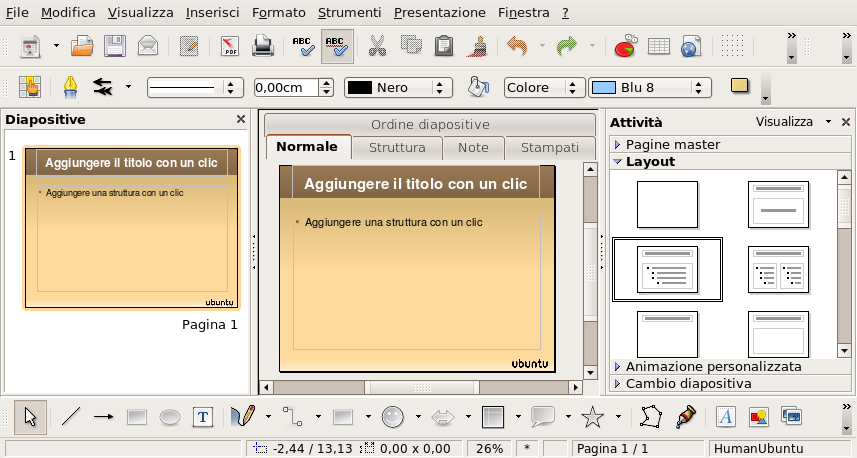 File Modifica Visualizza Inserisci Formato Strumenti Presentazione Finestra ?
PDF ABC ABC
0,00cm Nero Colore Blu 8
Diapositive
1
Aggiungere il titolo con un clic
Aggiungere una struttura con un clic
ubuntu
Pagina 1
Ordine diapositive
Normale Struttura Note Stampati
Aggiungere il titolo con un clic
Aggiungere una struttura con un clic
ubuntu
Attività Visualizza
Pagine master
Layout
Animazione personalizzata
Cambio diapositiva
T A
-2,44 / 13,13 0,00 x 0,00 26% * Pagina 1 / 1 HumanUbuntu